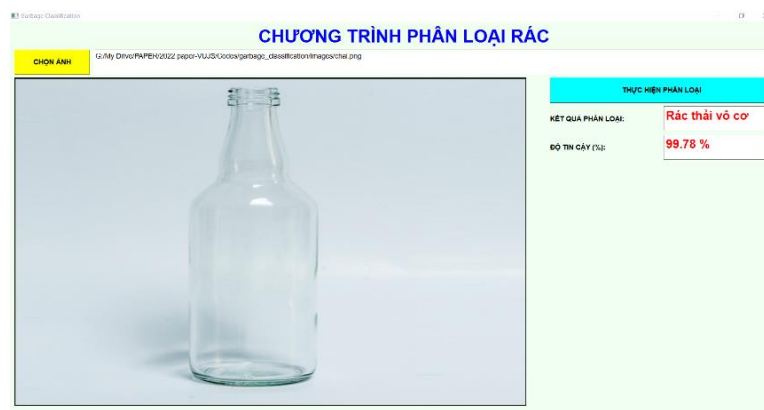 Garbage Classification
CHƯƠNG TRÌNH PHÂN LOẠI RÁC
CHỌN ẢNH
G:/My Drive/PAPER/2022 paper-VUJS/Codes/garbage_classification/images/chai.png
THỰC HIỆN PHÂN LOẠI
KẾT QUẢ PHÂN LOẠI:
Rác thải vô cơ
ĐỘ TIN CẬY (%):
99.78 %